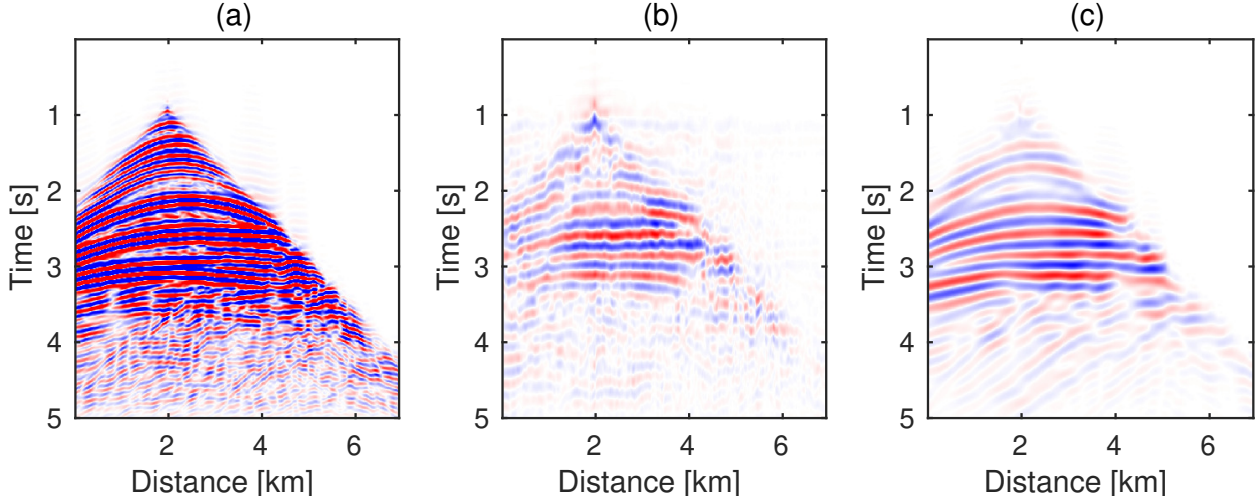 (a) (b) (c)
1 1 1
2 2 2
3 3 3
4 4 4
5 5 5
Time [s] Time [s] Time [s]
2 4 6 2 4 6 2 4 6
Distance [km] Distance [km] Distance [km]